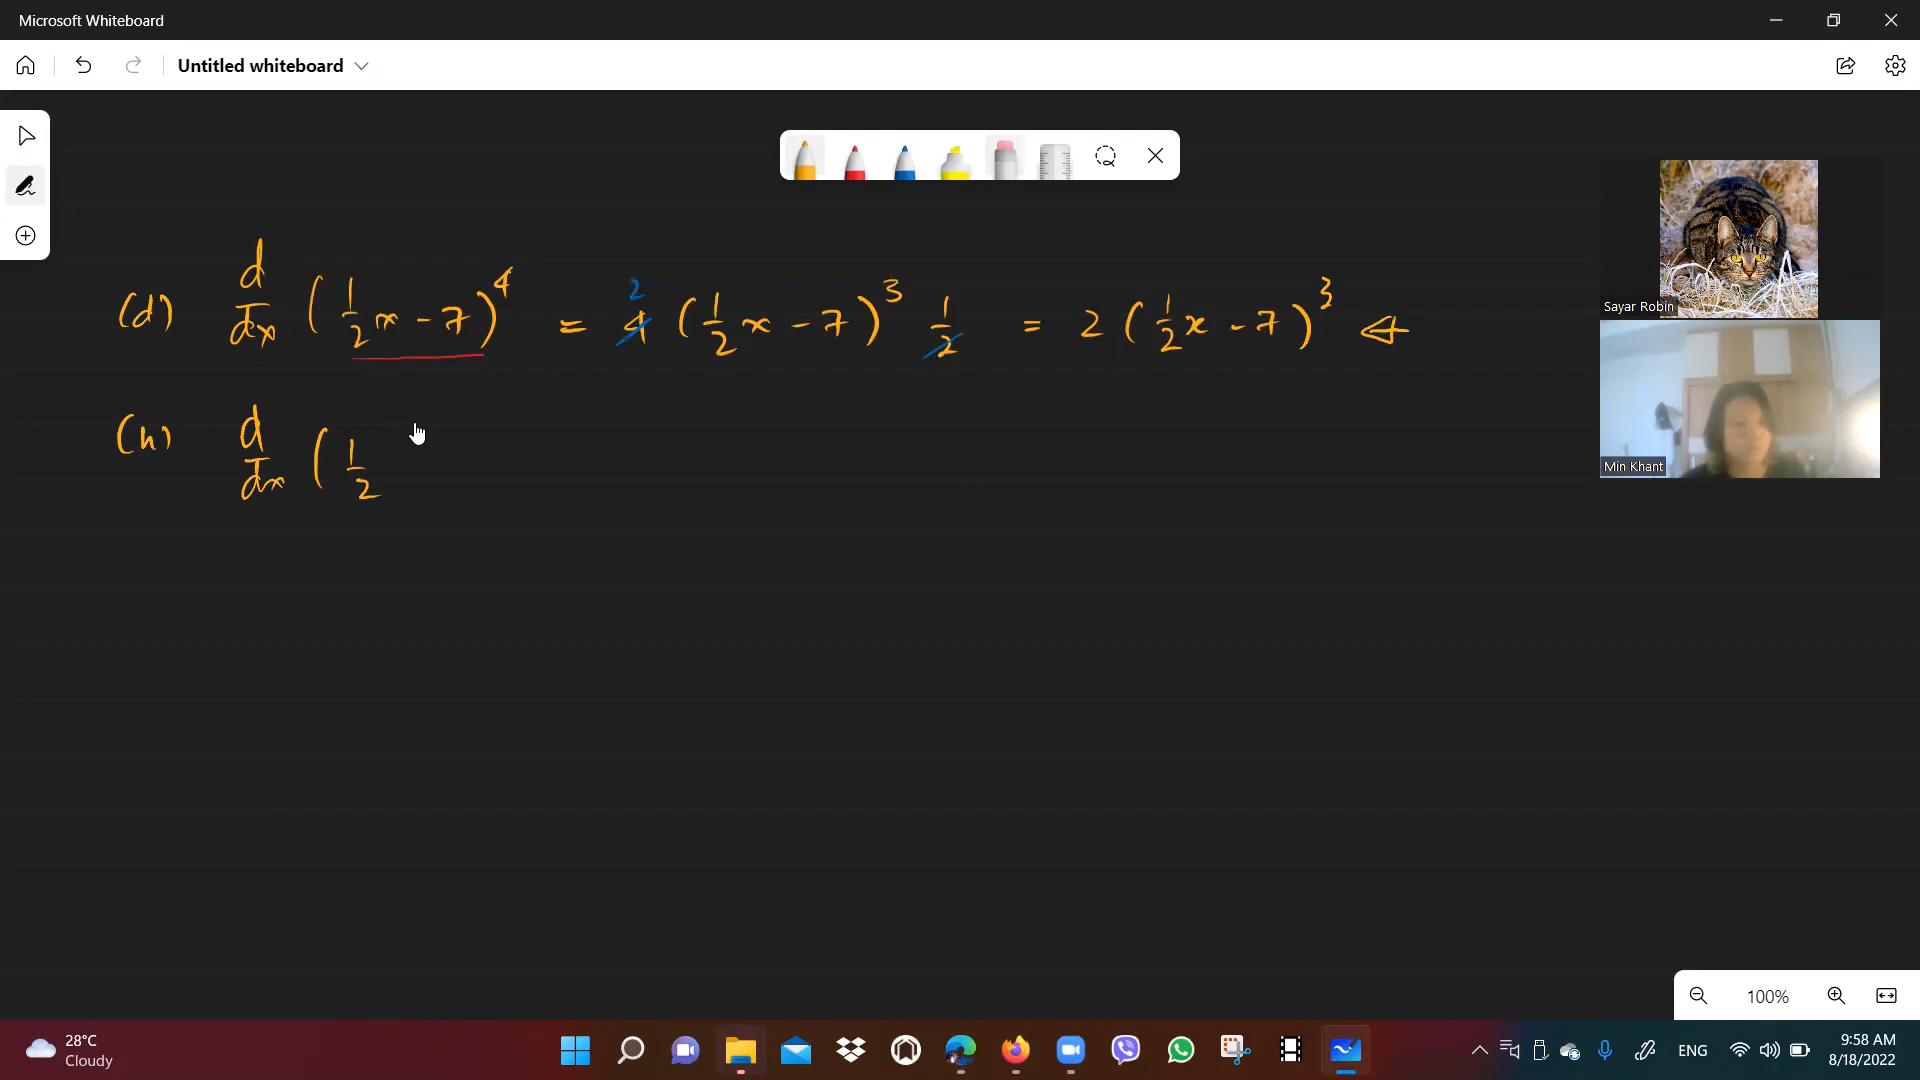 Microsoft Whiteboard
Untitled whiteboard
Sayar Robin
Min Khant
(d) d/dx (1/2 x - 7)^4 = 4 2 (1/2 x - 7)^3 1/2 = 2 (1/2 x - 7)^3
(h) d/dx ( 1/2
100%
28°C
Cloudy
ENG
9:58 AM
8/18/2022